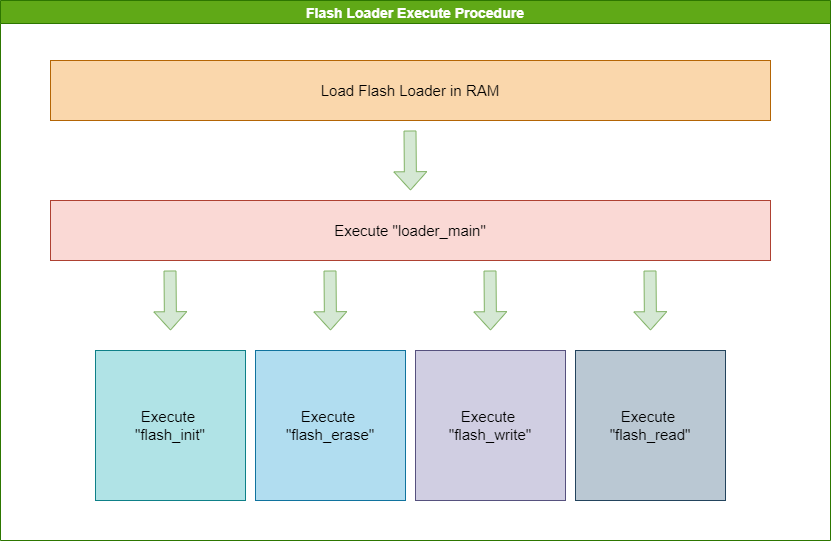 Flash Loader Execute Procedure
Load Flash Loader in RAM
Execute "loader_main"
Execute
"flash_init"
Execute
"flash_erase"
Execute
"flash_write"
Execute
"flash_read"